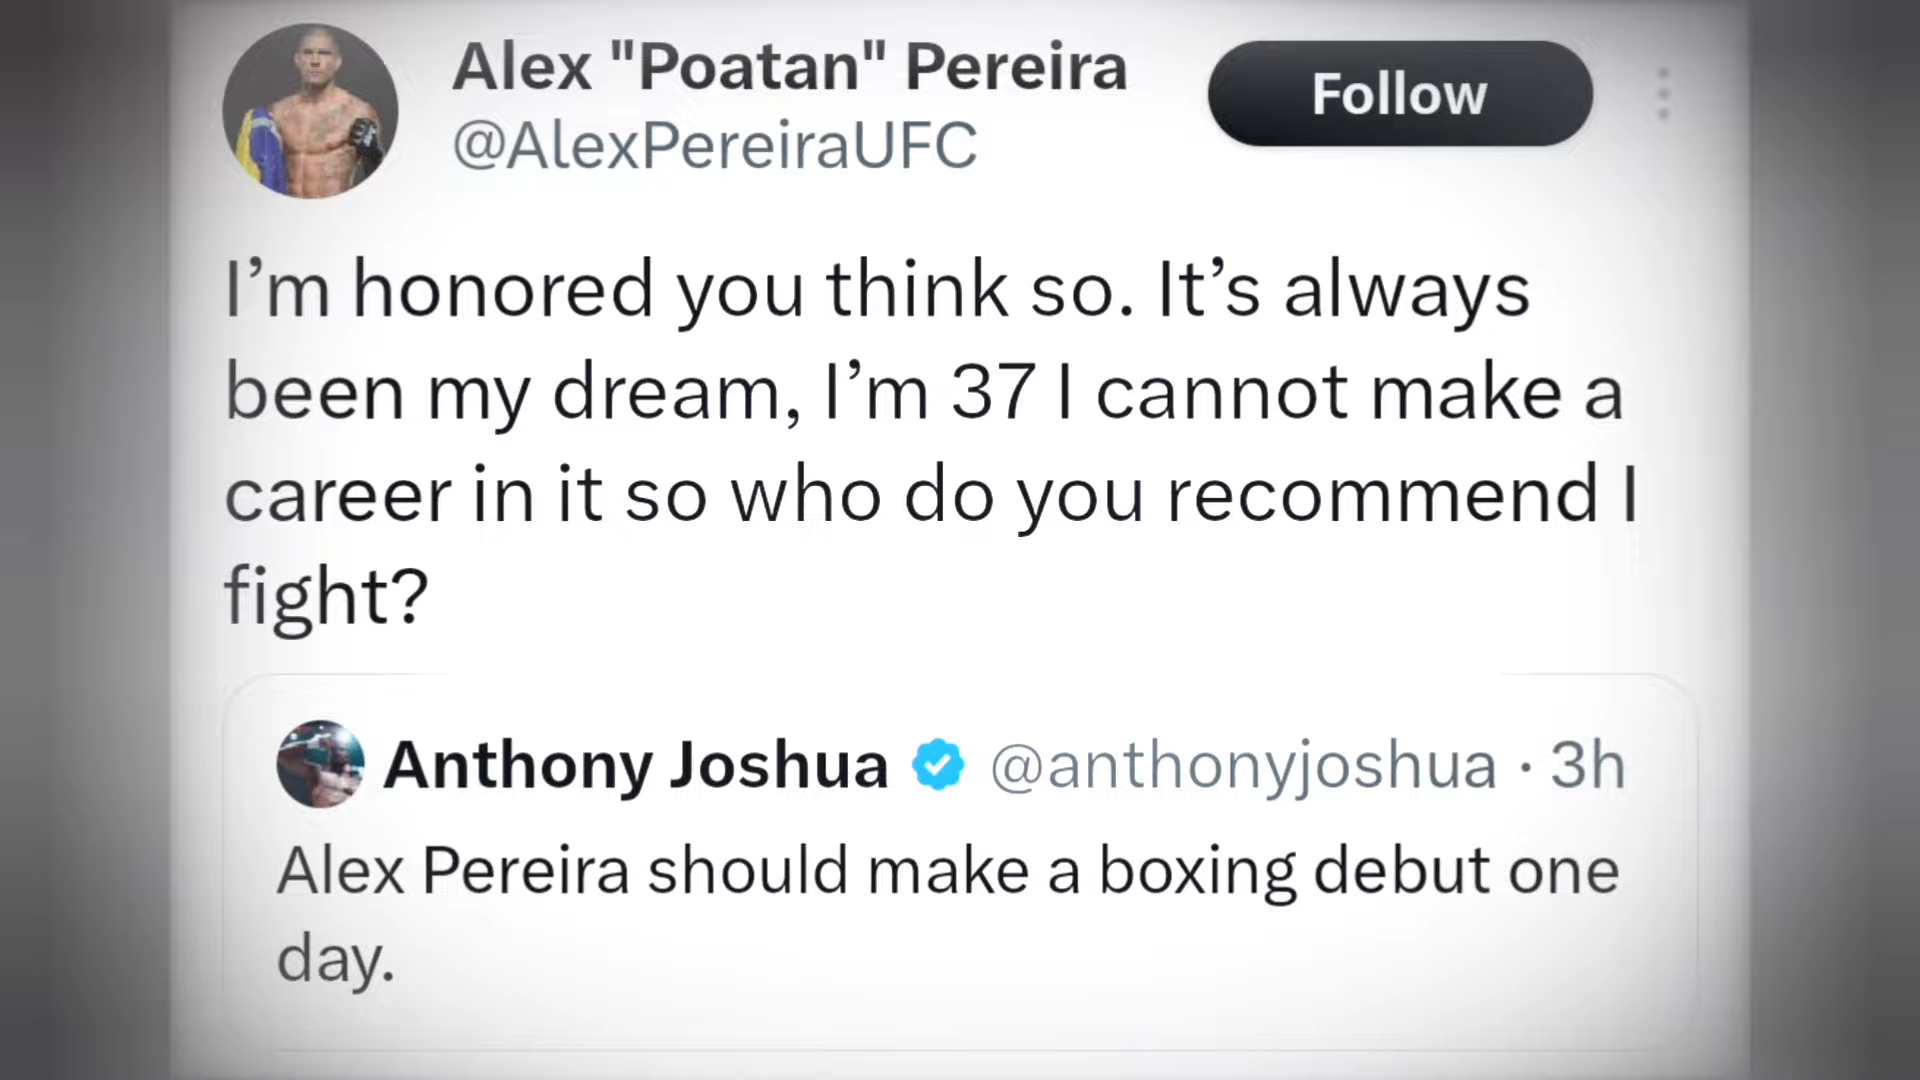 Alex "Poatan" Pereira
@AlexPereiraUFC
Follow
I’m honored you think so. It’s always
been my dream, I’m 37 I cannot make a
career in it so who do you recommend I
fight?
Anthony Joshua @anthonyjoshua · 3h
Alex Pereira should make a boxing debut one
day.